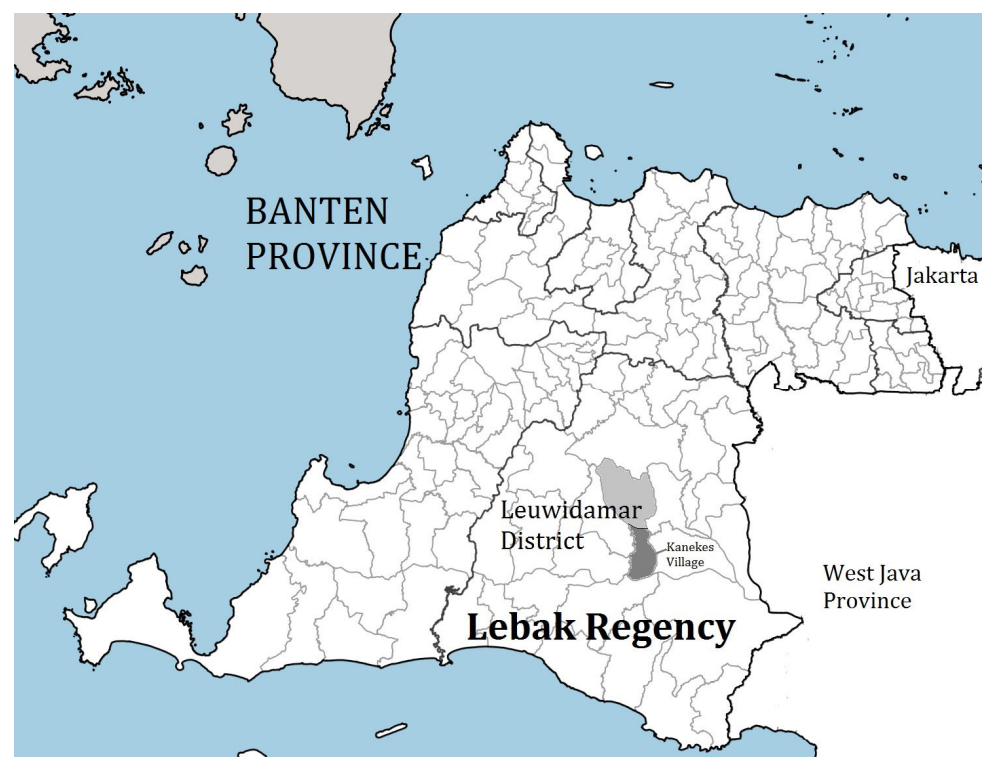 BANTEN
PROVINCE
Jakarta
Leuwidamar
District
Kanekes
Village
West Java
Province
Lebak Regency